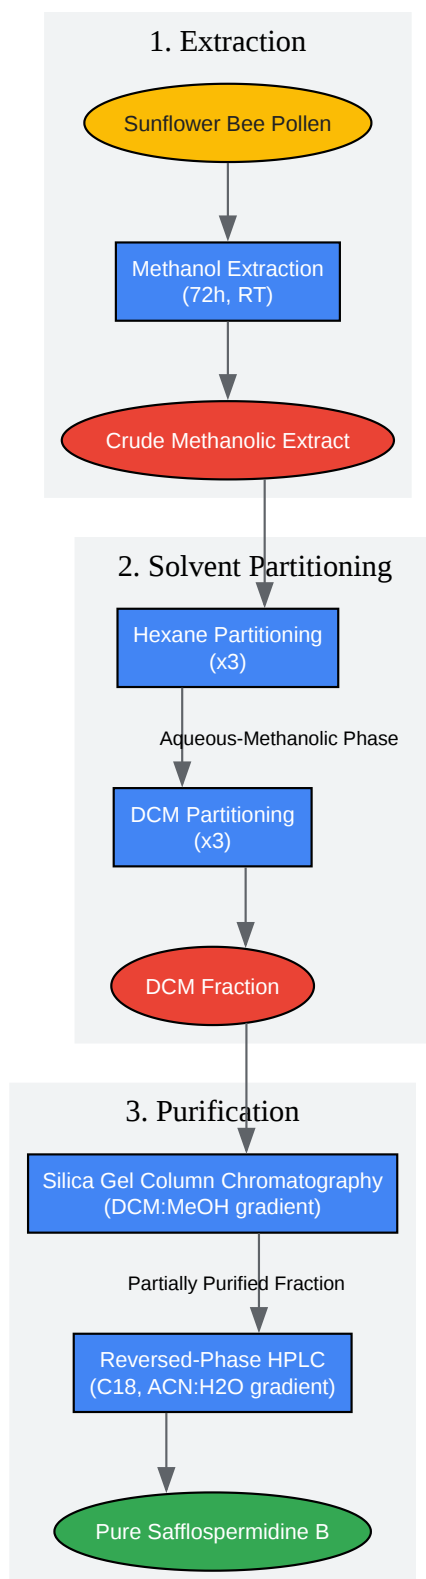 1. Extraction
Sunflower Bee Pollen
Methanol Extraction
(72h, RT)
Crude Methanolic Extract
2. Solvent Partitioning
Hexane Partitioning
(x3)
Aqueous-Methanolic Phase
DCM Partitioning
(x3)
DCM Fraction
3. Purification
Silica Gel Column Chromatography
(DCM:MeOH gradient)
Partially Purified Fraction
Reversed-Phase HPLC
(C18, ACN:H2O gradient)
Pure Safflospermidine B